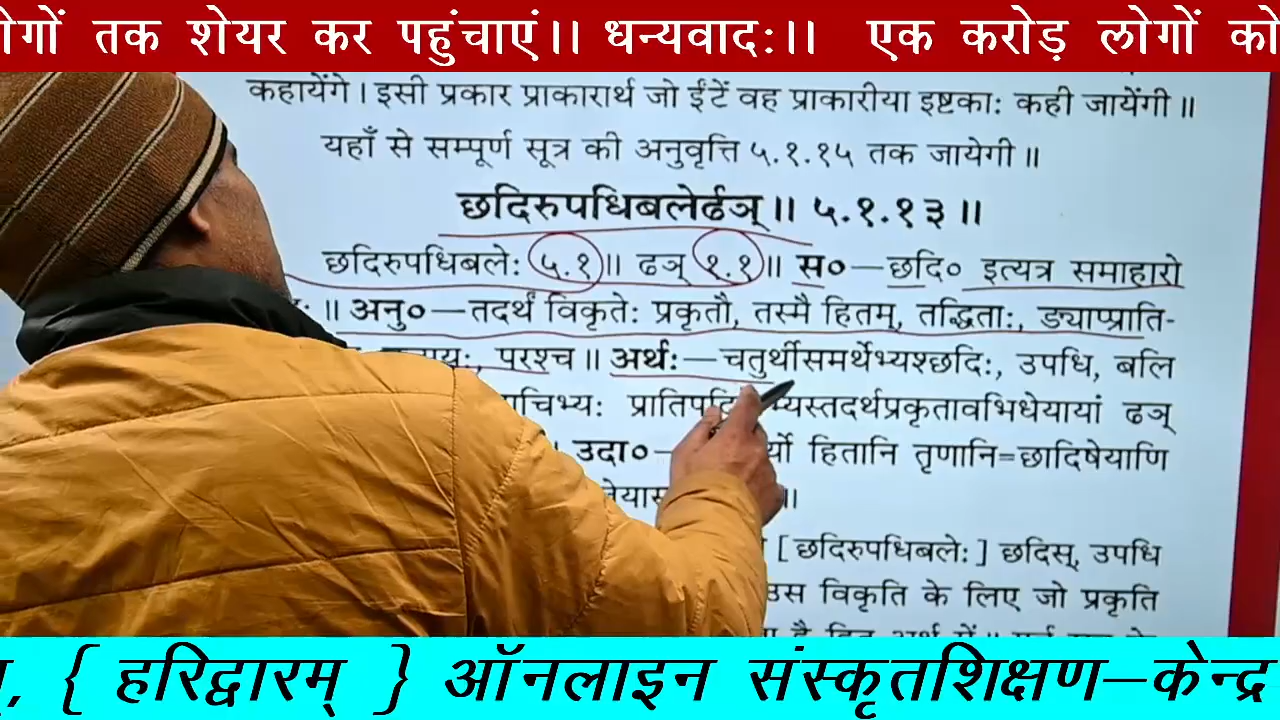 लोगों तक शेयर कर पहुंचाएं।। धन्यवादः।। एक करोड़ लोगों को
कहायेंगे । इसी प्रकार प्राकारार्थ जो ईंटें वह प्राकारीया इष्टकाः कही जायेंगी ॥
यहाँ से सम्पूर्ण सूत्र की अनुवृत्ति ५.१.१५ तक जायेगी ॥
छदिरुपधिबलेर्ढञ् ॥ ५.१.१३ ॥
छदिरुपधिबलेः ५.१ ॥ ढञ् १.१ ॥ स०—छदि० इत्यत्र समाहारो
॥ अनु०—तदर्थं विकृतेः प्रकृतौ, तस्मै हितम्, तद्धिताः, ड्याप्प्राति-
परश्च ॥ अर्थः—चतुर्थीसमर्थेभ्यश्छदिः, उपधि, बलि
प्रकृतावभिधेयायां ढञ्
उदा०— हितानि तृणानि=छादिषेयाणि
॥
[ छदिरुपधिबलेः ] छदिस्, उपधि
उस विकृति के लिए जो प्रकृति
{ हरिद्वारम् } ऑनलाइन संस्कृतशिक्षण–केन्द्र